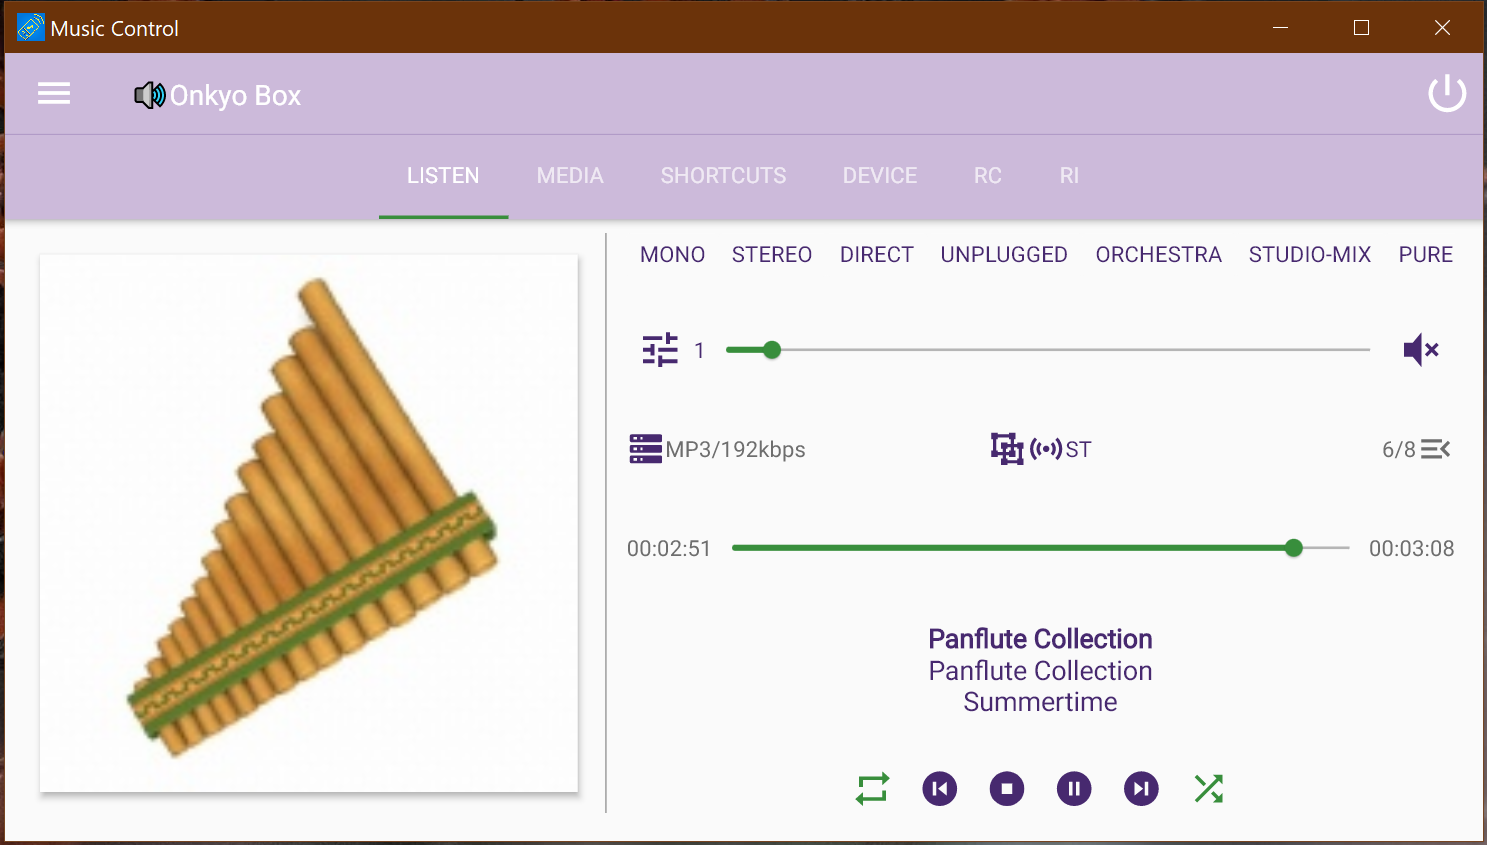 Music Control
Onkyo Box
LISTEN MEDIA SHORTCUTS DEVICE RC RI
MONO STEREO DIRECT UNPLUGGED ORCHESTRA STUDIO-MIX PURE
1
MP3/192kbps ST 6/8
00:02:51 00:03:08
Panflute Collection
Panflute Collection
Summertime